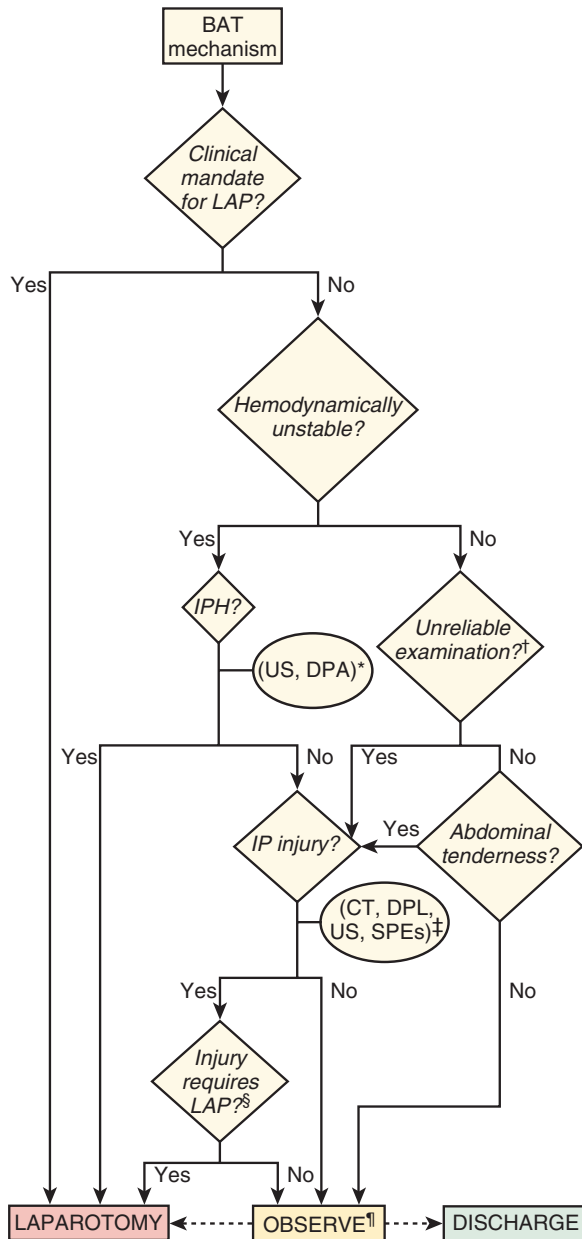 BAT
mechanism
Clinical
mandate
for LAP?
Yes
No
Hemodynamically
unstable?
Yes
No
IPH?
Unreliable
examination?†
(US, DPA)*
Yes
No
Yes
No
IP injury?
Yes
Abdominal
tenderness?
(CT, DPL,
US, SPEs)‡
Yes
No
No
Injury
requires
LAP?§
Yes
No
LAPAROTOMY
OBSERVE¶
DISCHARGE